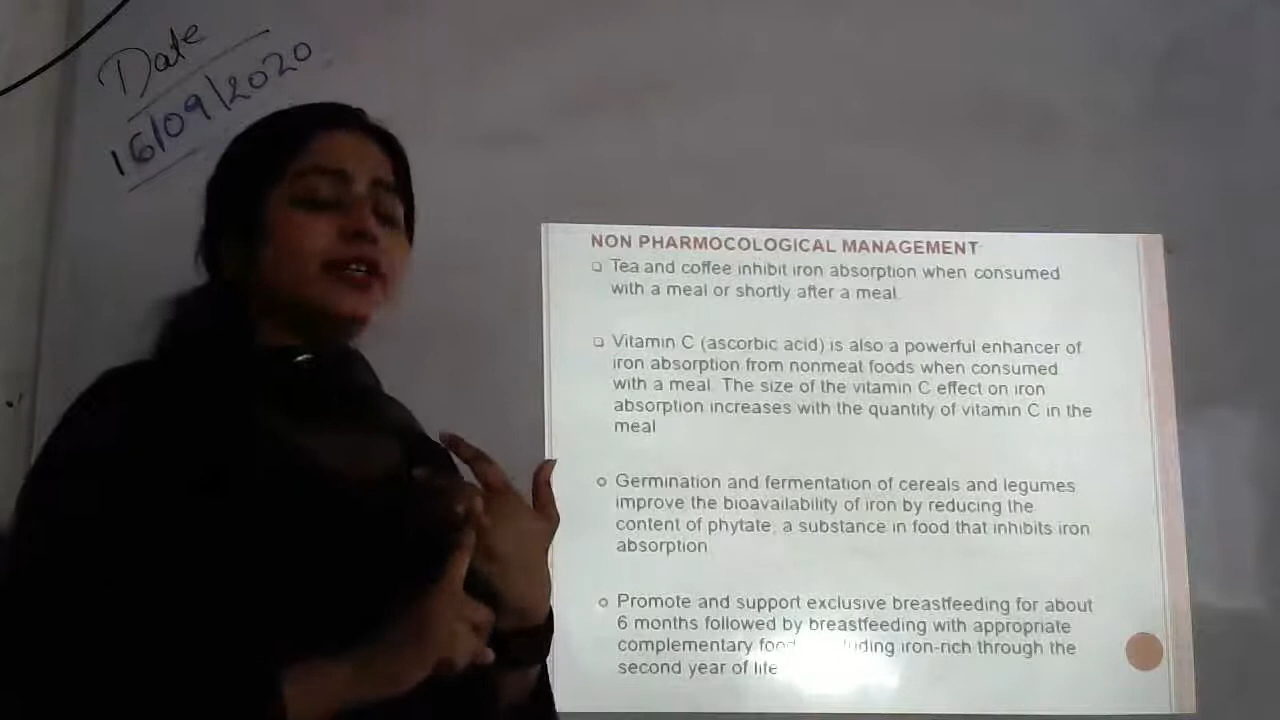 Date
16/09/2020
NON PHARMOCOLOGICAL MANAGEMENT
Tea and coffee inhibit iron absorption when consumed
with a meal or shortly after a meal.
Vitamin C (ascorbic acid) is also a powerful enhancer of
iron absorption from nonmeat foods when consumed
with a meal. The size of the vitamin C effect on iron
absorption increases with the quantity of vitamin C in the
meal
Germination and fermentation of cereals and legumes
improve the bioavailability of iron by reducing the
content of phytate, a substance in food that inhibits iron
absorption.
Promote and support exclusive breastfeeding for about
6 months followed by breastfeeding with appropriate
complementary iron-rich through the
second year of life